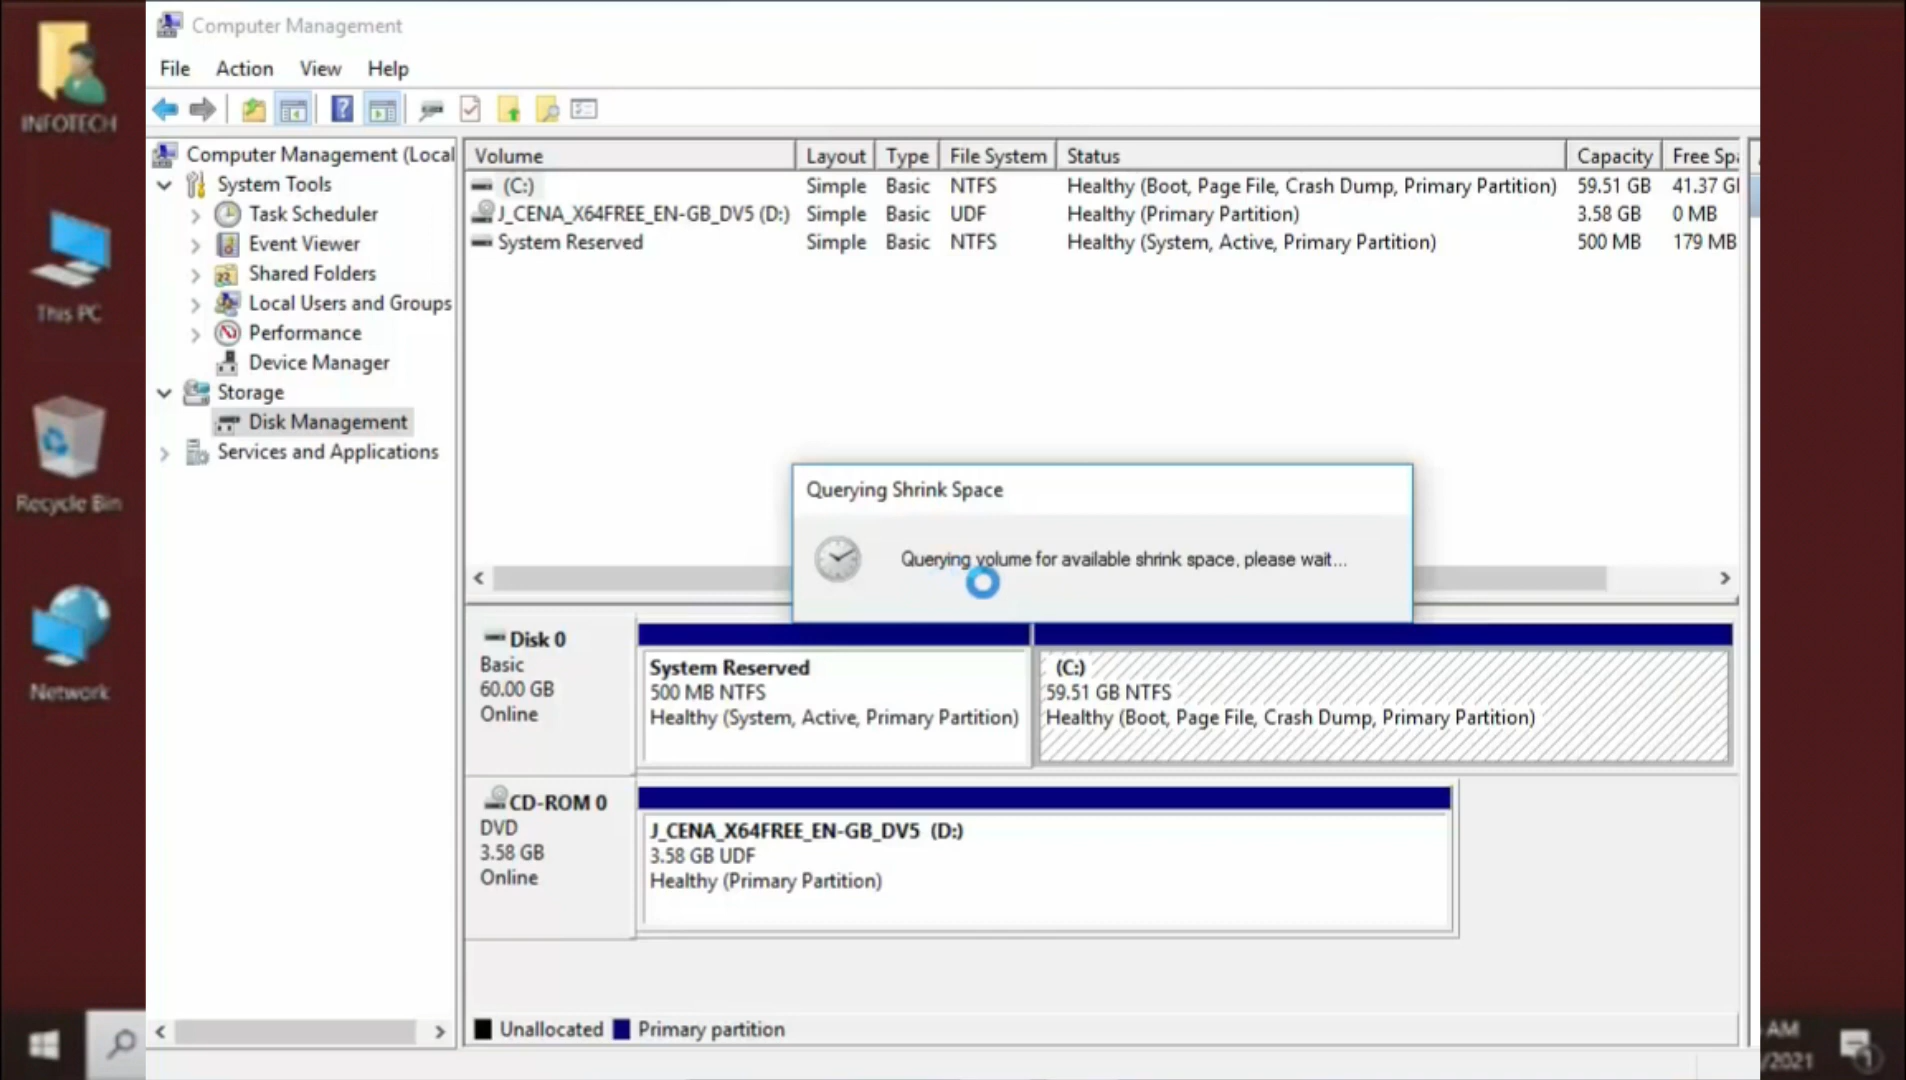 INFOTECH
This PC
Recycle Bin
Network
Computer Management
File Action View Help
Computer Management (Local
System Tools
Task Scheduler
Event Viewer
Shared Folders
Local Users and Groups
Performance
Device Manager
Storage
Disk Management
Services and Applications
Volume Layout Type File System Status Capacity Free Spa
(C:) Simple Basic NTFS Healthy (Boot, Page File, Crash Dump, Primary Partition) 59.51 GB 41.37 G
J_CENA_X64FREE_EN-GB_DV5 (D:) Simple Basic UDF Healthy (Primary Partition) 3.58 GB 0 MB
System Reserved Simple Basic NTFS Healthy (System, Active, Primary Partition) 500 MB 179 MB
Querying Shrink Space
Querying volume for available shrink space, please wait...
Disk 0
Basic
60.00 GB
Online
System Reserved
500 MB NTFS
Healthy (System, Active, Primary Partition)
(C:)
59.51 GB NTFS
Healthy (Boot, Page File, Crash Dump, Primary Partition)
CD-ROM 0
DVD
3.58 GB
Online
J_CENA_X64FREE_EN-GB_DV5 (D:)
3.58 GB UDF
Healthy (Primary Partition)
Unallocated Primary partition
AM
/2021
1